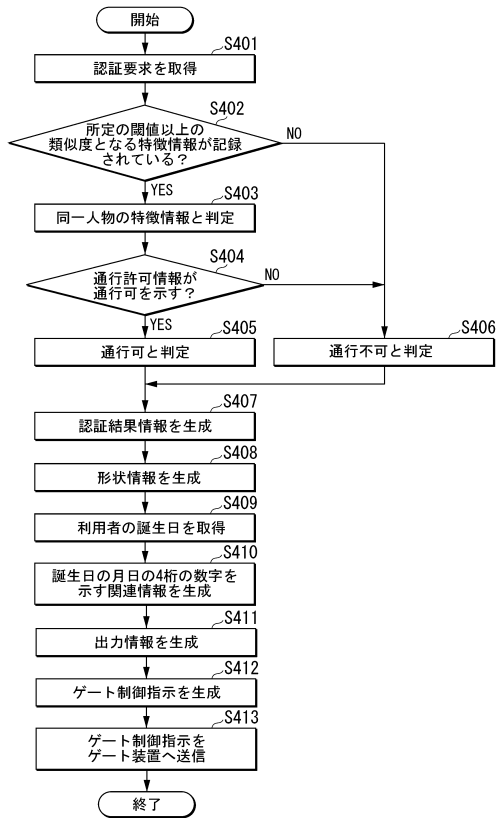 開始
S401
認証要求を取得
S402
所定の閾値以上の
類似度となる特徴情報が記録
されている?
NO
YES
S403
同一人物の特徴情報と判定
S404
通行許可情報が
通行可を示す?
NO
YES
S405
通行可と判定
S406
通行不可と判定
S407
認証結果情報を生成
S408
形状情報を生成
S409
利用者の誕生日を取得
S410
誕生日の月日の4桁の数字を
示す関連情報を生成
S411
出力情報を生成
S412
ゲート制御指示を生成
S413
ゲート制御指示を
ゲート装置へ送信
終了